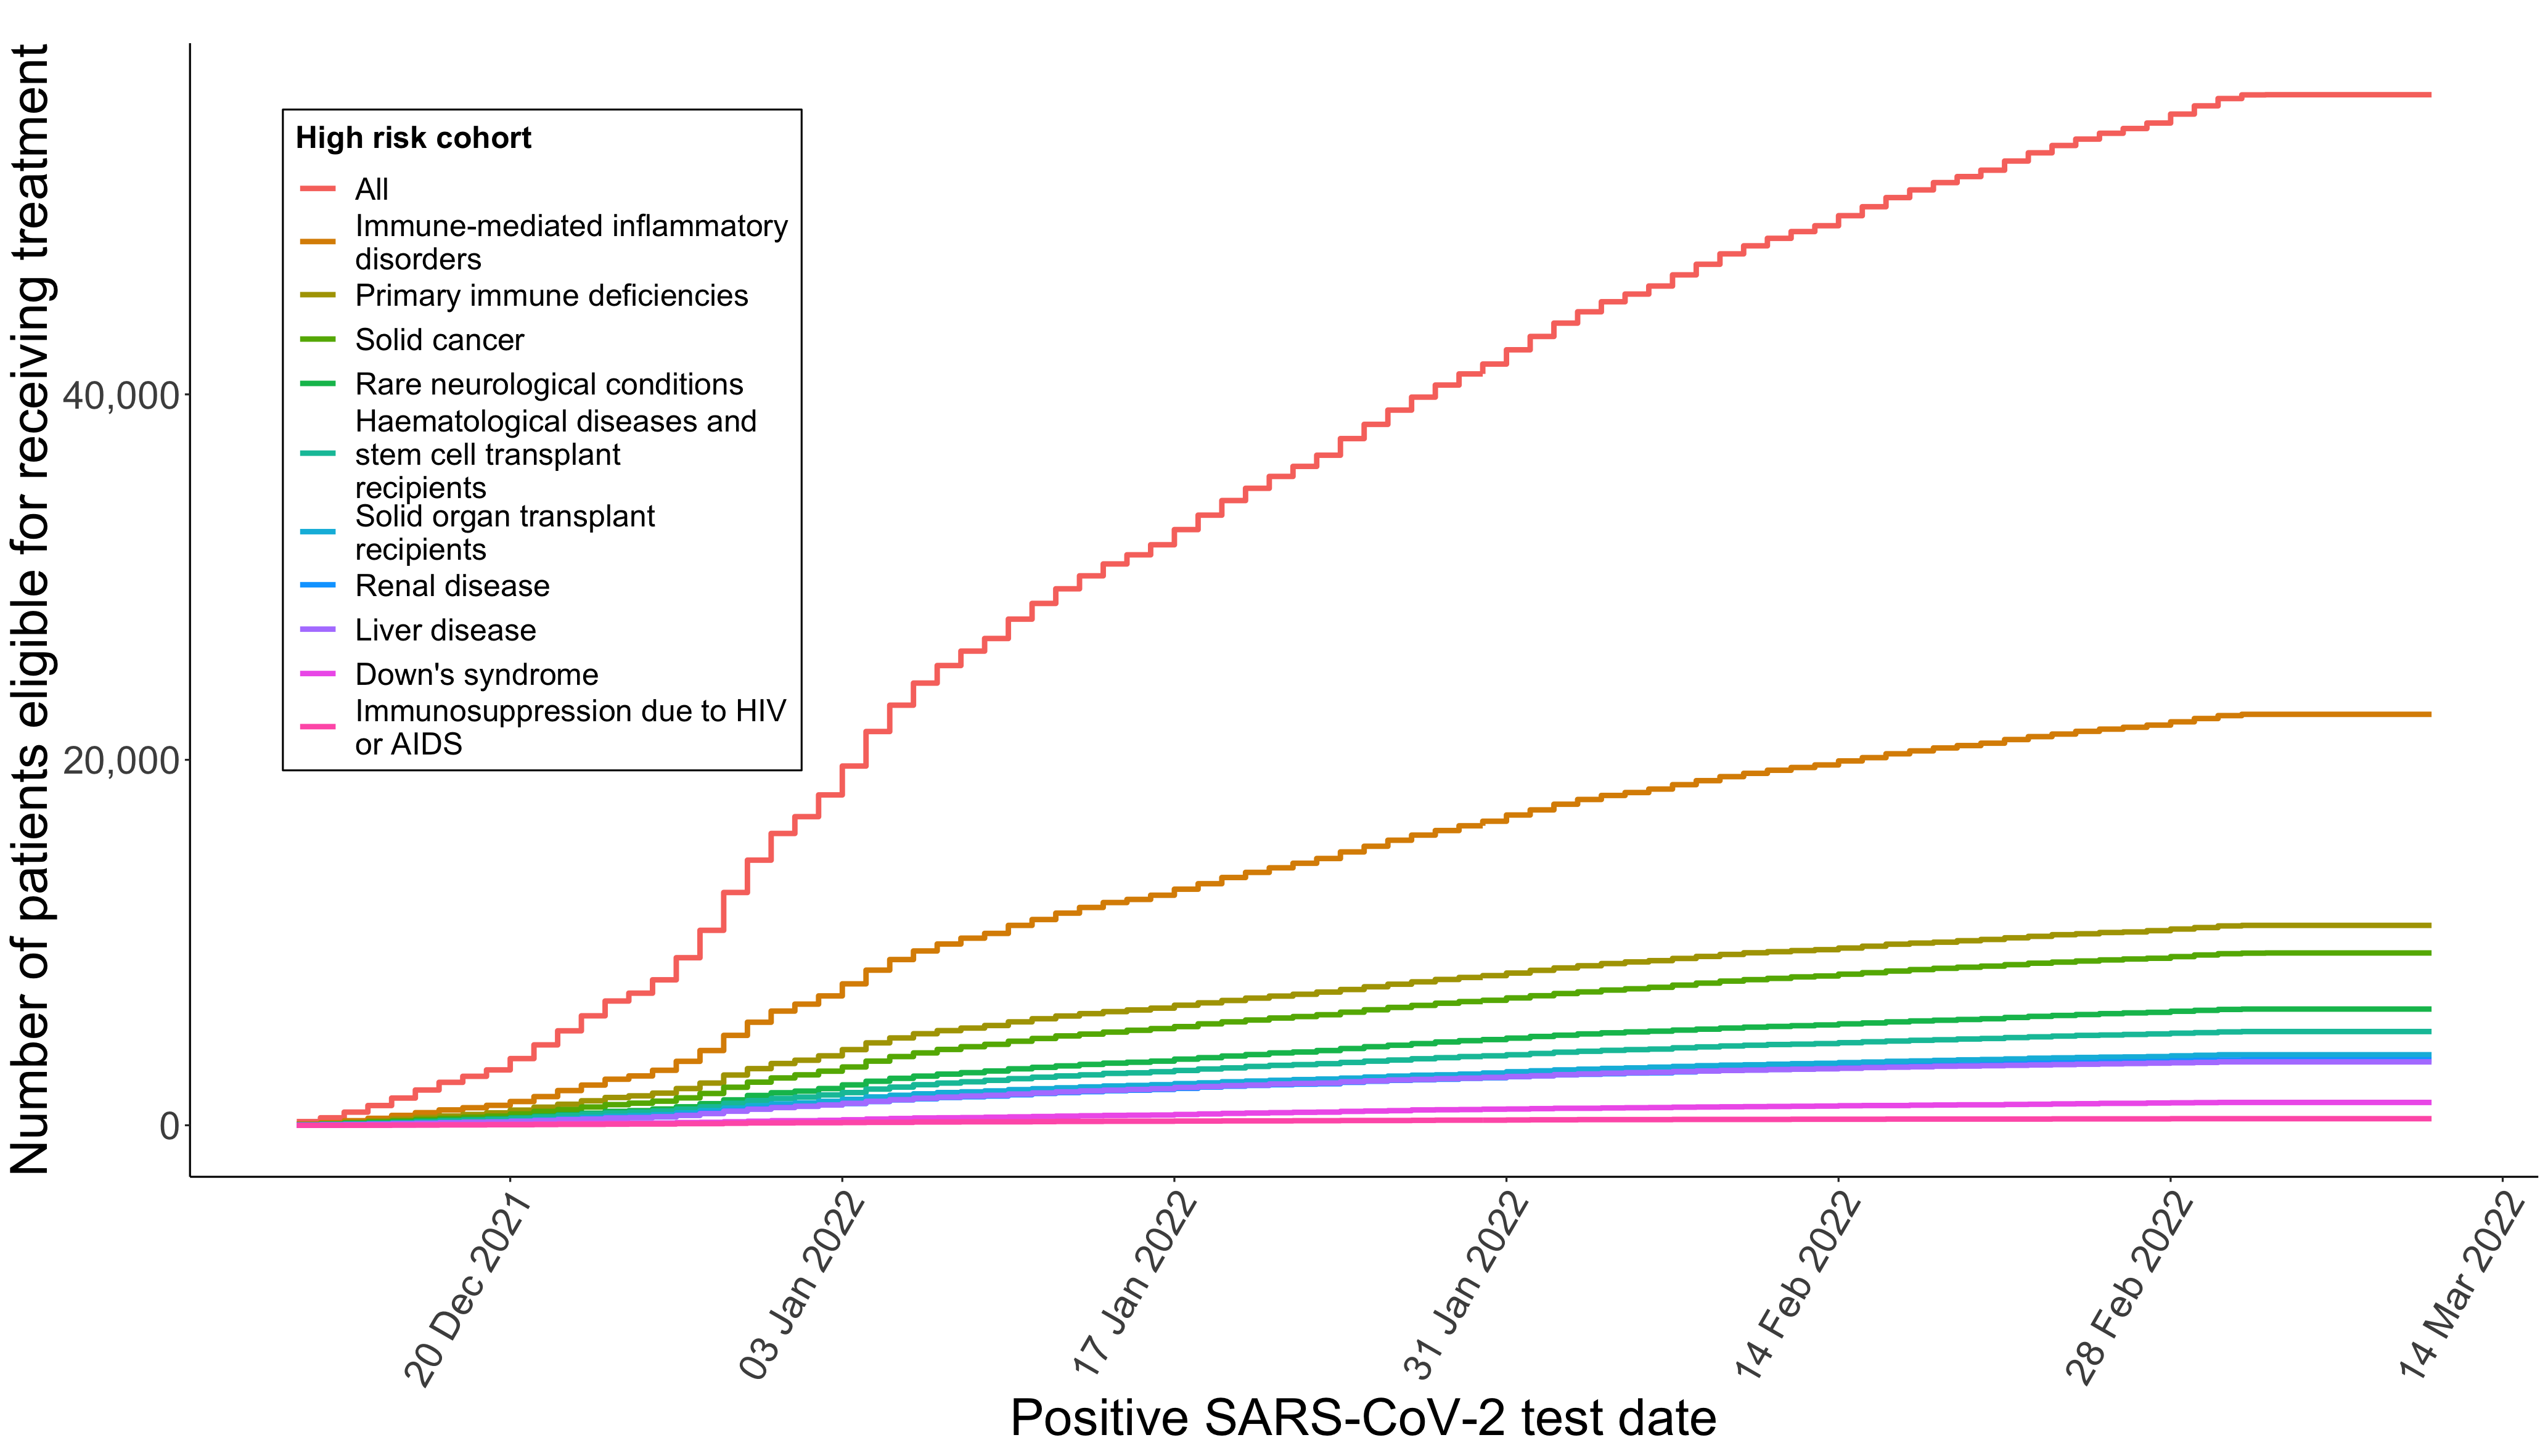 Number of patients eligible for receiving treatment
40,000
20,000
0
High risk cohort
All
Immune-mediated inflammatory
disorders
Primary immune deficiencies
Solid cancer
Rare neurological conditions
Haematological diseases and
stem cell transplant
recipients
Solid organ transplant
recipients
Renal disease
Liver disease
Down's syndrome
Immunosuppression due to HIV
or AIDS
20 Dec 2021
03 Jan 2022
17 Jan 2022
31 Jan 2022
14 Feb 2022
28 Feb 2022
14 Mar 2022
Positive SARS-CoV-2 test date